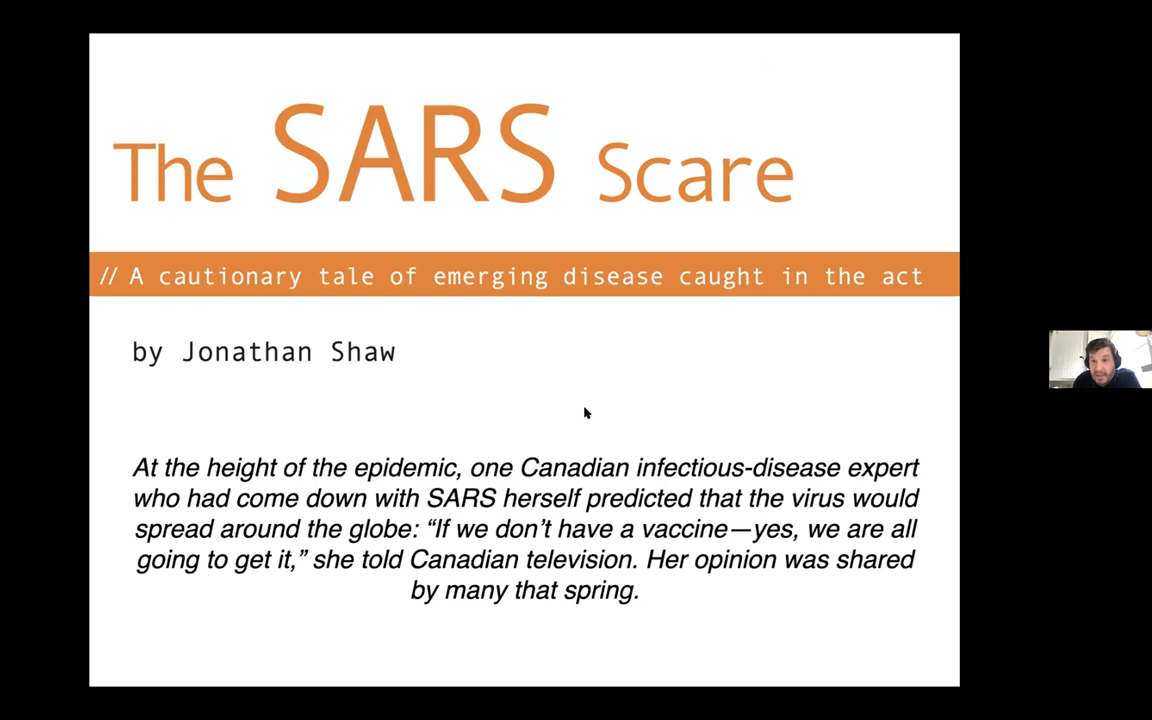 The SARS Scare
// A cautionary tale of emerging disease caught in the act
by Jonathan Shaw
At the height of the epidemic, one Canadian infectious-disease expert
who had come down with SARS herself predicted that the virus would
spread around the globe: “If we don’t have a vaccine—yes, we are all
going to get it,” she told Canadian television. Her opinion was shared
by many that spring.